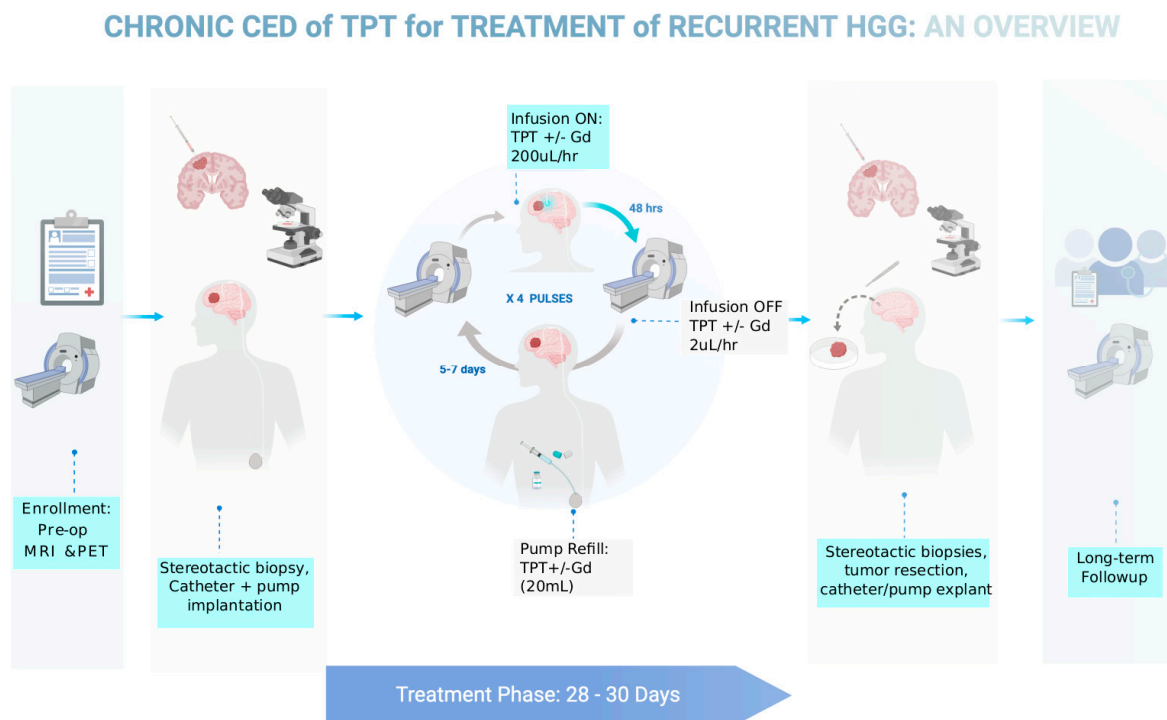 CHRONIC CED of TPT for TREATMENT of RECURRENT HGG: AN OVERVIEW
Enrollment:
Pre-op
MRI &PET
Stereotactic biopsy,
Catheter + pump
implantation
Infusion ON:
TPT +/- Gd
200uL/hr
48 hrs
X 4 PULSES
Infusion OFF
TPT +/- Gd
2uL/hr
5-7 days
Pump Refill:
TPT+/-Gd
(20mL)
Stereotactic biopsies,
tumor resection,
catheter/pump explant
Long-term
Followup
Treatment Phase: 28 - 30 Days